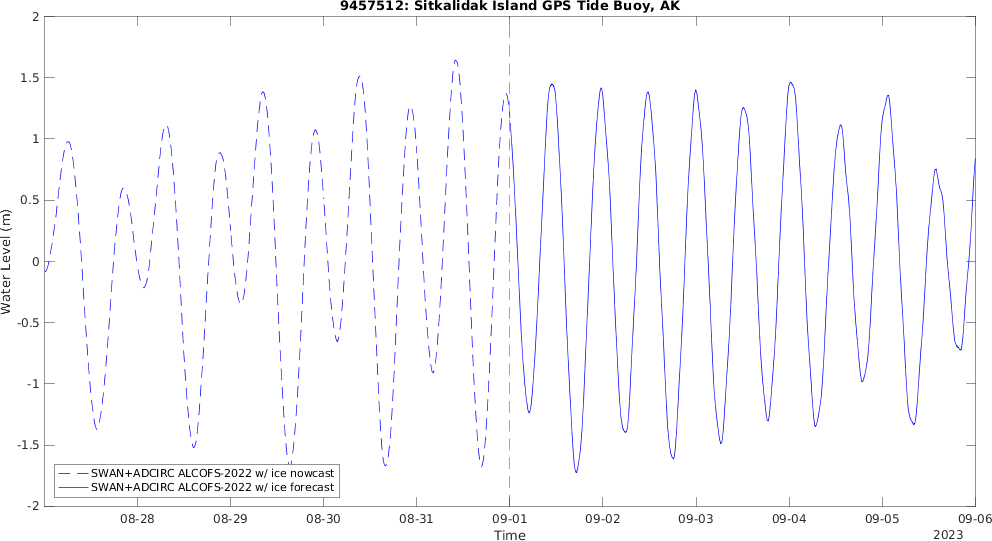 9457512: Sitkalidak Island GPS Tide Buoy, AK
2
1.5
1
0.5
0
-0.5
-1
-1.5
-2
Water Level (m)
SWAN+ADCIRC ALCOFS-2022 w/ ice nowcast
SWAN+ADCIRC ALCOFS-2022 w/ ice forecast
08-28 08-29 08-30 08-31 09-01 09-02 09-03 09-04 09-05 09-06
Time
2023